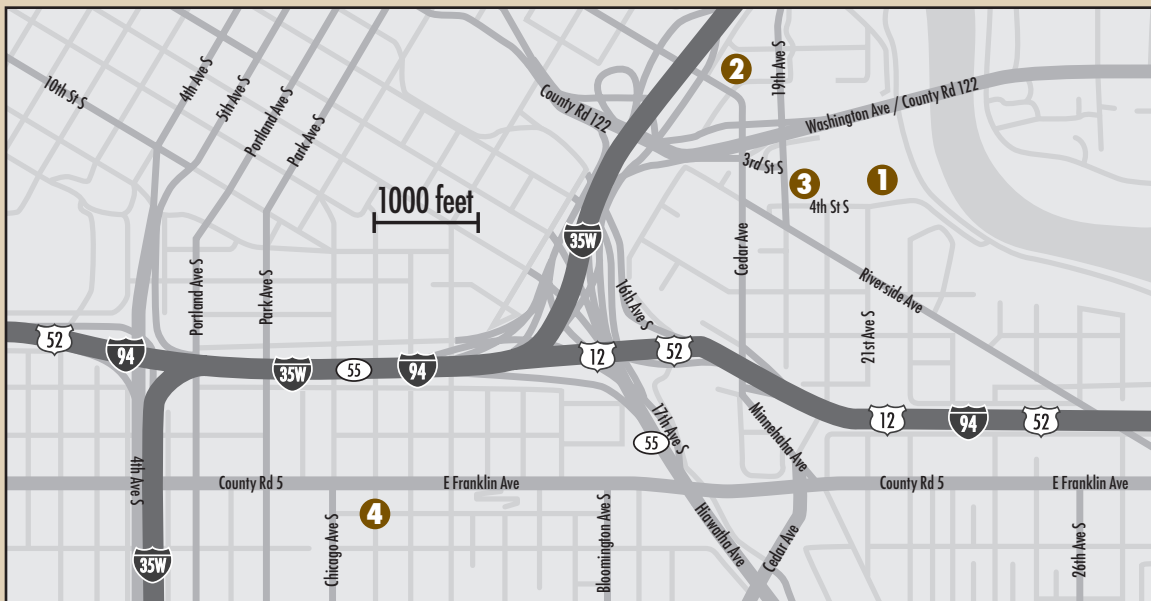 4th Ave S
5th Ave S
Portland Ave S
Park Ave S
10th St S
County Rd 122
35W
2
19th Ave S
Washington Ave / County Rd 122
3rd St S
3
1
4th St S
1000 feet
Cedar Ave
Riverside Ave
Portland Ave S
Park Ave S
16th Ave S
21st Ave S
52
94
35W
55
94
12
52
12
94
52
17th Ave S
55
Minnehaha Ave
4th Ave S
County Rd 5
E Franklin Ave
County Rd 5
E Franklin Ave
4
Chicago Ave S
Bloomington Ave S
Hiawatha Ave
Cedar Ave
26th Ave S
35W